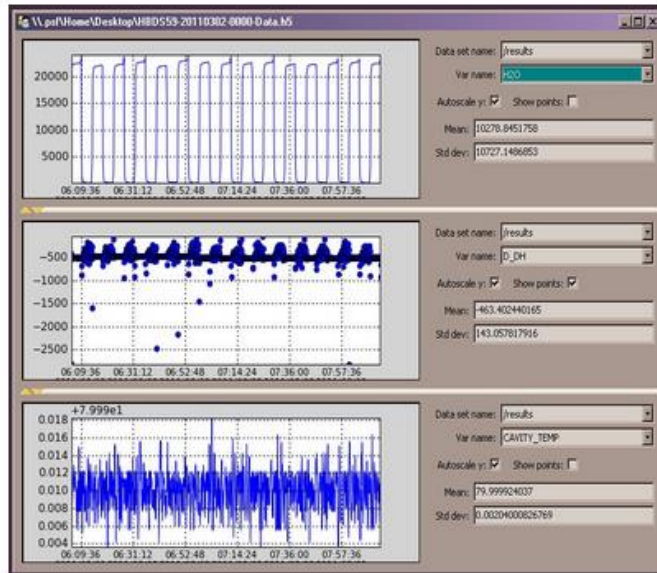 \\.psf\Home\Desktop\HBDS59-20110302-0000-Data.h5
20000
15000
10000
5000
06:09:36 06:31:12 06:52:48 07:14:24 07:36:00 07:57:36
Data set name: /results
Var name: H2O
Autoscale y: Show points:
Mean: 10278.8451758
Std dev: 10727.1486853
−500
−1000
−1500
−2000
−2500
06:09:36 06:31:12 06:52:48 07:14:24 07:36:00 07:57:36
Data set name: /results
Var name: D_DH
Autoscale y: Show points:
Mean: -463.402440165
Std dev: 143.057817916
+7.999e1
0.018
0.016
0.014
0.012
0.010
0.008
0.006
0.004
06:09:36 06:31:12 06:52:48 07:14:24 07:36:00 07:57:36
Data set name: /results
Var name: CAVITY_TEMP
Autoscale y: Show points:
Mean: 79.999924037
Std dev: 0.00204000826769